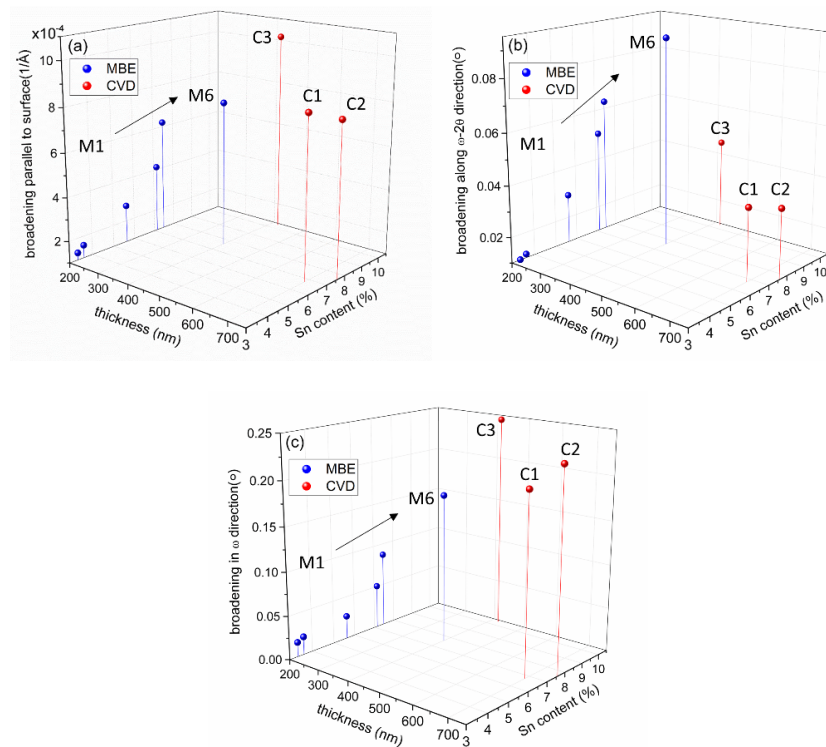 (a)
MBE
CVD
C3
C1
C2
M6
M1
×10⁻⁴
10
8
6
4
2
broadening parallel to surface(1/Å)
200
300
400
500
600
700
thickness (nm)
3
4
5
6
7
8
9
10
Sn content (%)
(b)
MBE
CVD
M6
M1
C3
C1
C2
0.08
0.06
0.04
0.02
broadening along ω-2θ direction(o)
200
300
400
500
600
700
thickness (nm)
3
4
5
6
7
8
9
10
Sn content (%)
(c)
MBE
CVD
C3
C2
C1
M6
M1
0.25
0.20
0.15
0.10
0.05
0.00
broadening in ω direction(o)
200
300
400
500
600
700
thickness (nm)
3
4
5
6
7
8
9
10
Sn content (%)